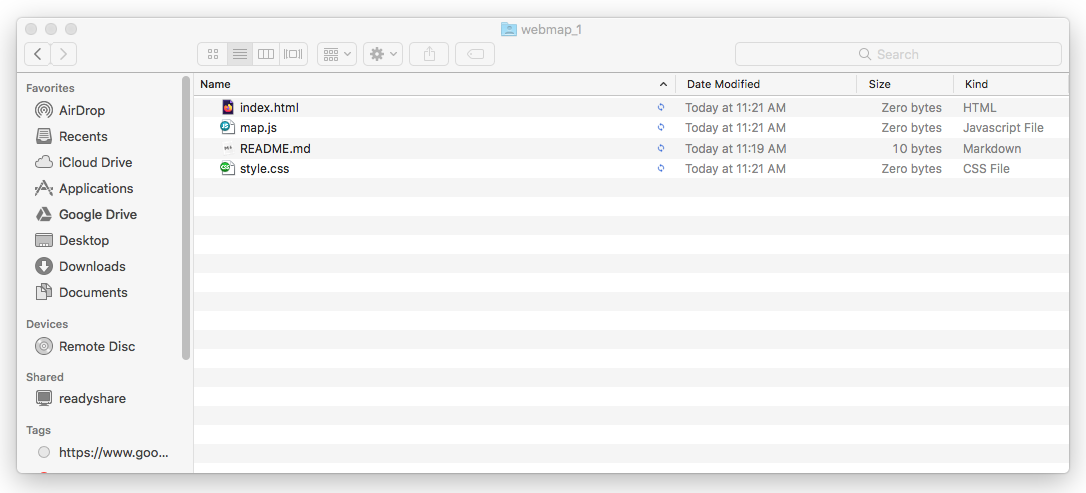 webmap_1
Search
Favorites
AirDrop
Recents
iCloud Drive
Applications
Google Drive
Desktop
Downloads
Documents
Devices
Remote Disc
Shared
readyshare
Tags
https://www.goo...
Name Date Modified Size Kind
index.html Today at 11:21 AM Zero bytes HTML
map.js Today at 11:21 AM Zero bytes Javascript File
README.md Today at 11:19 AM 10 bytes Markdown
style.css Today at 11:21 AM Zero bytes CSS File